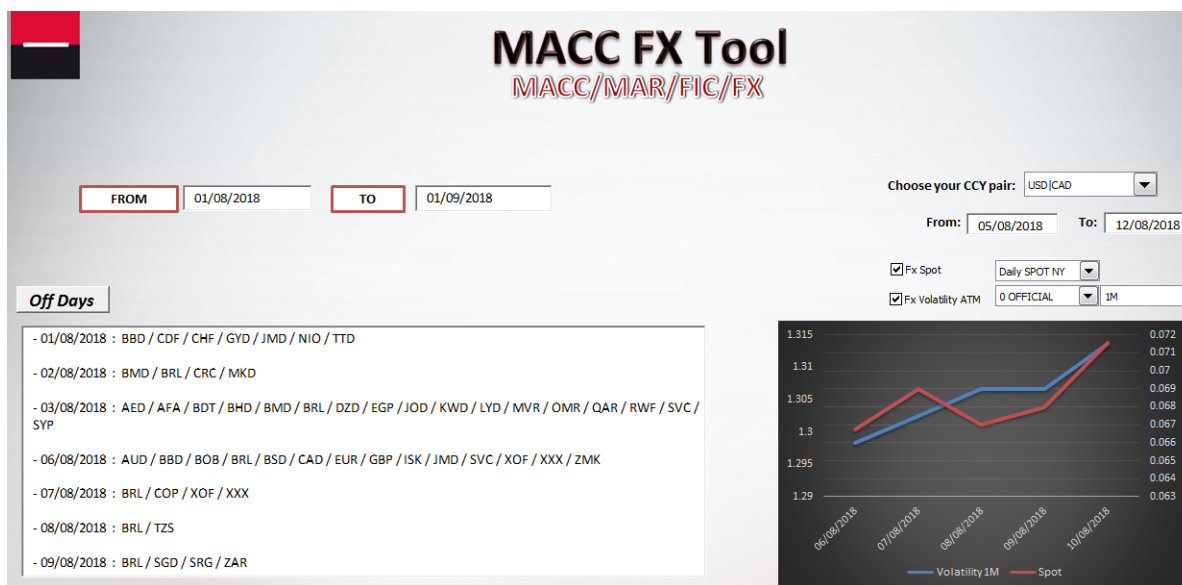 MACC FX Tool
MACC/MAR/FIC/FX
FROM
01/08/2018
TO
01/09/2018
Choose your CCY pair:
USD|CAD
From:
05/08/2018
To:
12/08/2018
Fx Spot
Daily SPOT NY
Fx Volatility ATM
0 OFFICIAL
1M
Off Days
- 01/08/2018 : BBD / CDF / CHF / GYD / JMD / NIO / TTD
- 02/08/2018 : BMD / BRL / CRC / MKD
- 03/08/2018 : AED / AFA / BDT / BHD / BMD / BRL / DZD / EGP / JOD / KWD / LYD / MVR / OMR / QAR / RWF / SVC /
SYP
- 06/08/2018 : AUD / BBD / BOB / BRL / BSD / CAD / EUR / GBP / ISK / JMD / SVC / XOF / XXX / ZMK
- 07/08/2018 : BRL / COP / XOF / XXX
- 08/08/2018 : BRL / TZS
- 09/08/2018 : BRL / SGD / SRG / ZAR
1.315
1.31
1.305
1.3
1.295
1.29
0.072
0.071
0.07
0.069
0.068
0.067
0.066
0.065
0.064
0.063
06/08/2018
07/08/2018
08/08/2018
09/08/2018
10/08/2018
Volatility 1M
Spot